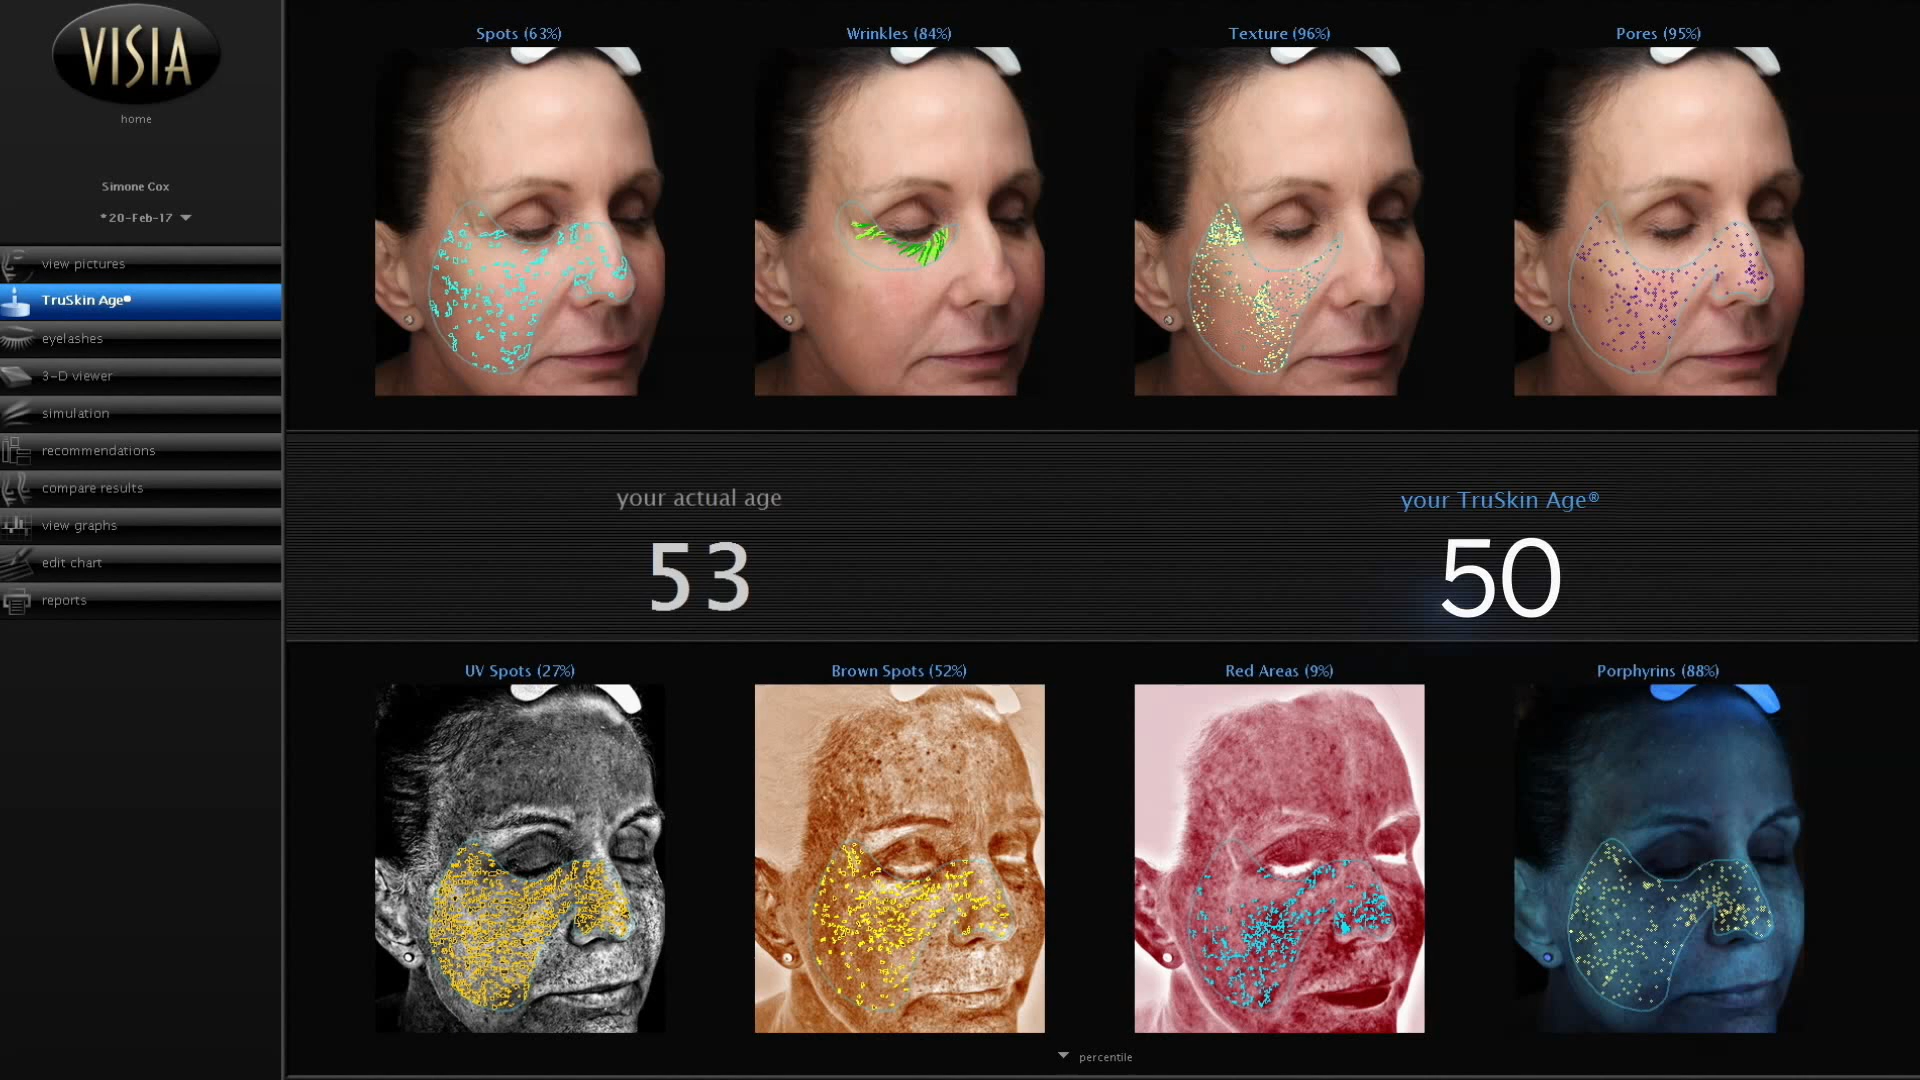 VISIA
home
Simone Cox
*20-Feb-17
view pictures
TruSkin Age®
eyelashes
3-D viewer
simulation
recommendations
compare results
view graphs
edit chart
reports
Spots (63%)
Wrinkles (84%)
Texture (96%)
Pores (95%)
your actual age
53
your TruSkin Age®
50
UV Spots (27%)
Brown Spots (52%)
Red Areas (9%)
Porphyrins (88%)
percentile